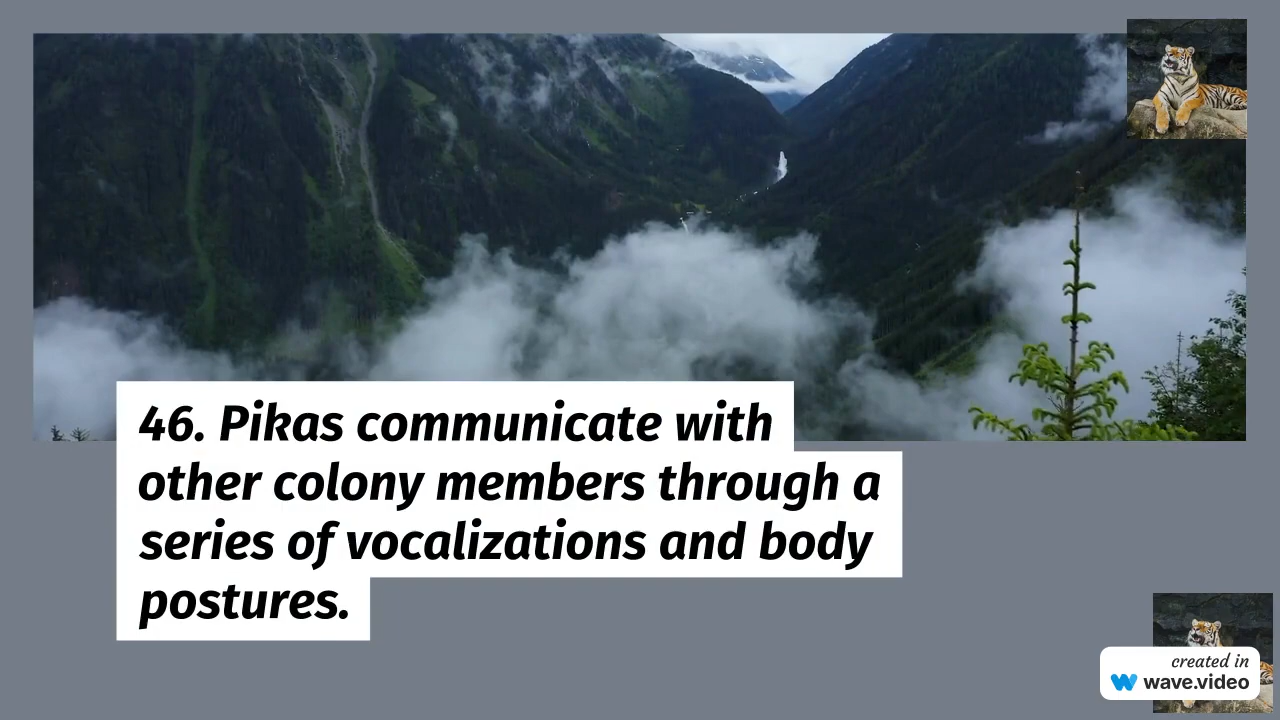 46. Pikas communicate with
other colony members through a
series of vocalizations and body
postures.
created in
wave.video